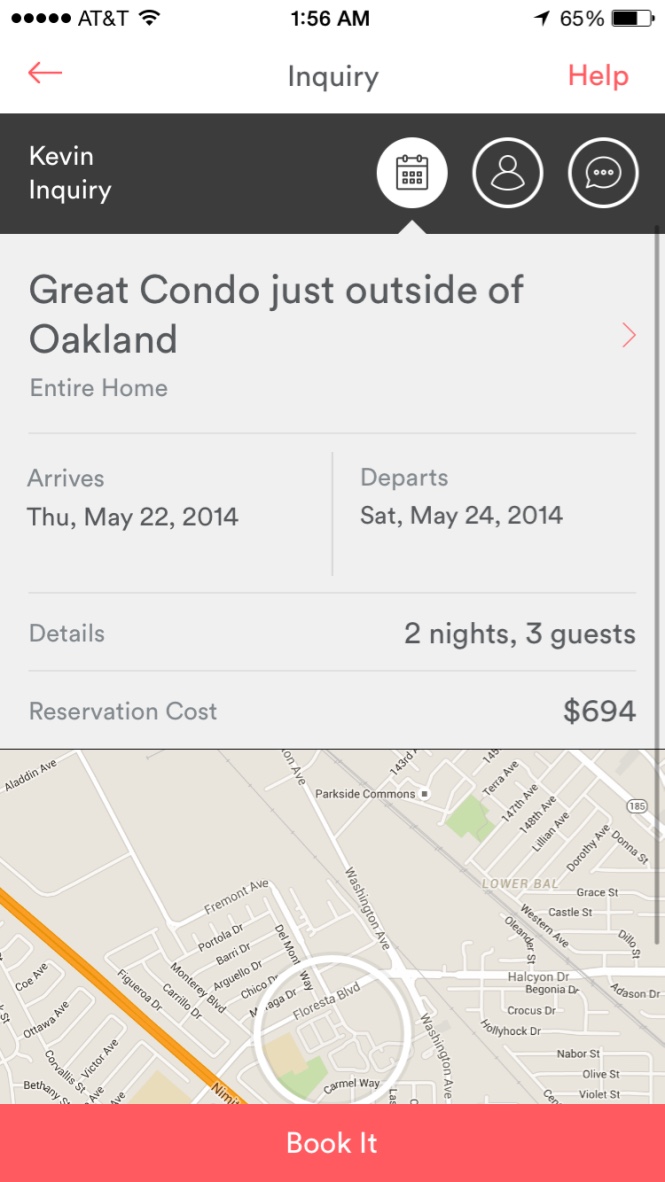 AT&T 1:56 AM 65%
Inquiry Help
Kevin
Inquiry
Great Condo just outside of
Oakland
Entire Home
Arrives Departs
Thu, May 22, 2014 Sat, May 24, 2014
Details 2 nights, 3 guests
Reservation Cost $694
Aladdin Ave
on Ave
143rd A
145
Parkside Commons
Terra Ave
147th Ave
148th Ave
Lillian Ave
185
Dorothy Ave
Donna St
Washington Ave
LOWER BAL
Grace St
Fremont Ave
Castle St
Western Ave
Oleander St
Dillo St
Portola Dr
Barri Dr
Del Mont Way
Arguello Dr
Monterey Blvd
Chico Dr
Figueroa Dr
Carrillo Dr
Floresta Blvd
Halcyon Dr
Begonia Dr
Adason Dr
Coe Ave
Crocus Dr
Hollyhock Dr
Ottawa Ave
Washington Ave
Victor Ave
Corvallis St
Nabor St
Olive St
Violet St
Bethany St
Carmel Way
Las
Cen
Nimi
Book It